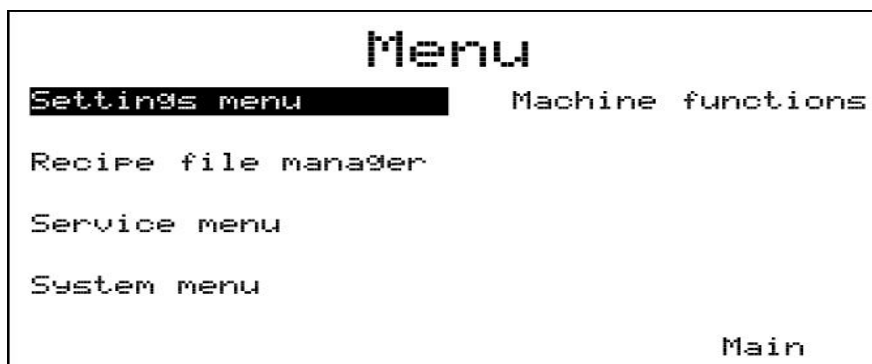 Menu
Settings menu
Machine functions
Recipe file manager
Service menu
System menu
Main